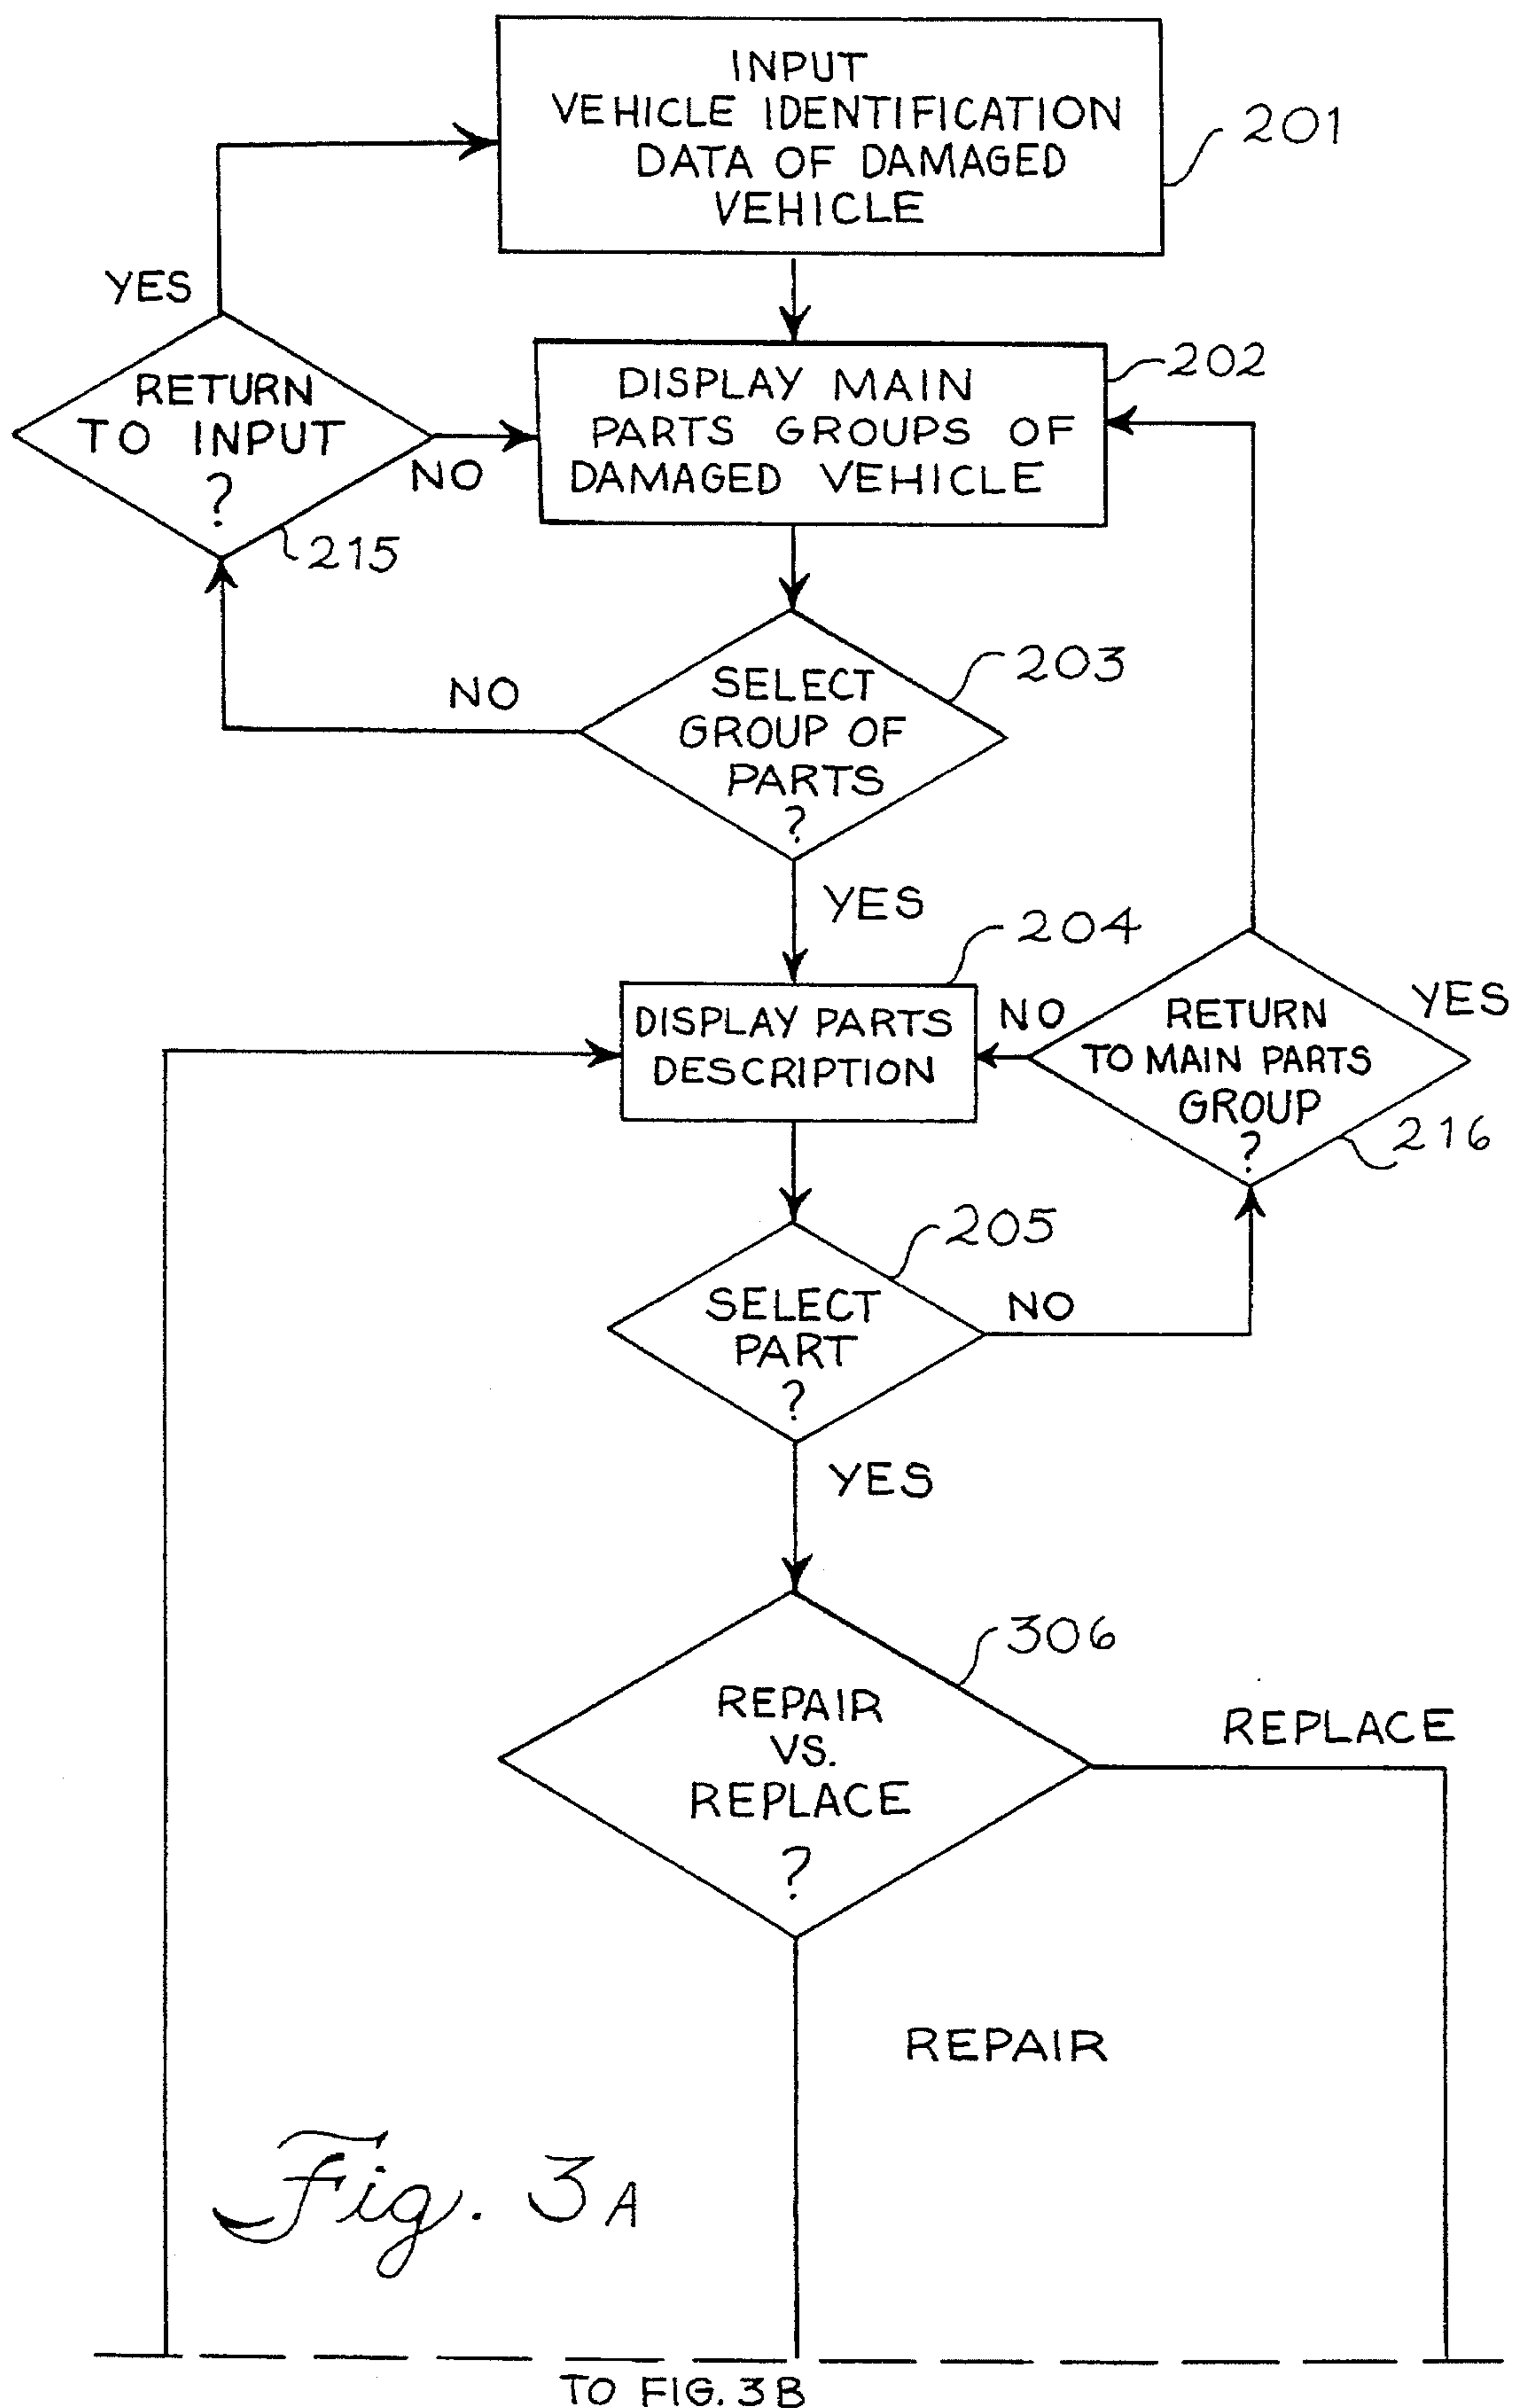 INPUT
VEHICLE IDENTIFICATION
DATA OF DAMAGED
VEHICLE
201
YES
RETURN
TO INPUT
?
NO
215
DISPLAY MAIN
PARTS GROUPS OF
DAMAGED VEHICLE
202
SELECT
GROUP OF
PARTS
?
203
NO
YES
DISPLAY PARTS
DESCRIPTION
204
NO
RETURN
TO MAIN PARTS
GROUP
?
YES
216
SELECT
PART
?
205
NO
YES
REPAIR
VS.
REPLACE
?
306
REPLACE
REPAIR
Fig. 3A
TO FIG. 3B